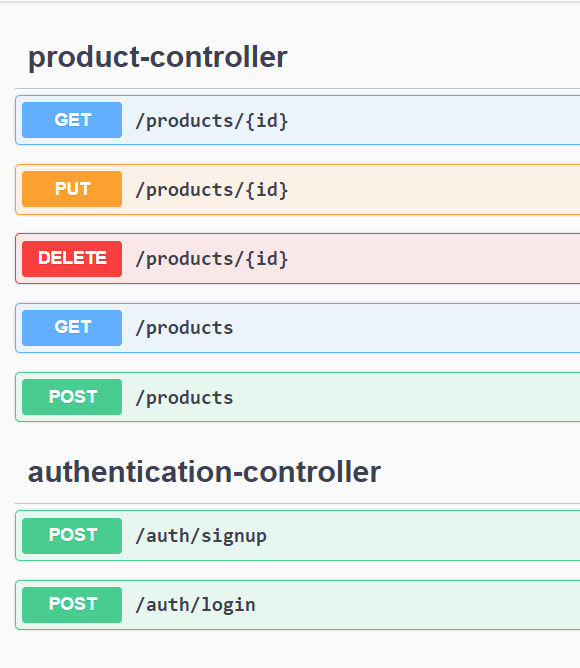 product-controller
GET /products/{id}
PUT /products/{id}
DELETE /products/{id}
GET /products
POST /products
authentication-controller
POST /auth/signup
POST /auth/login